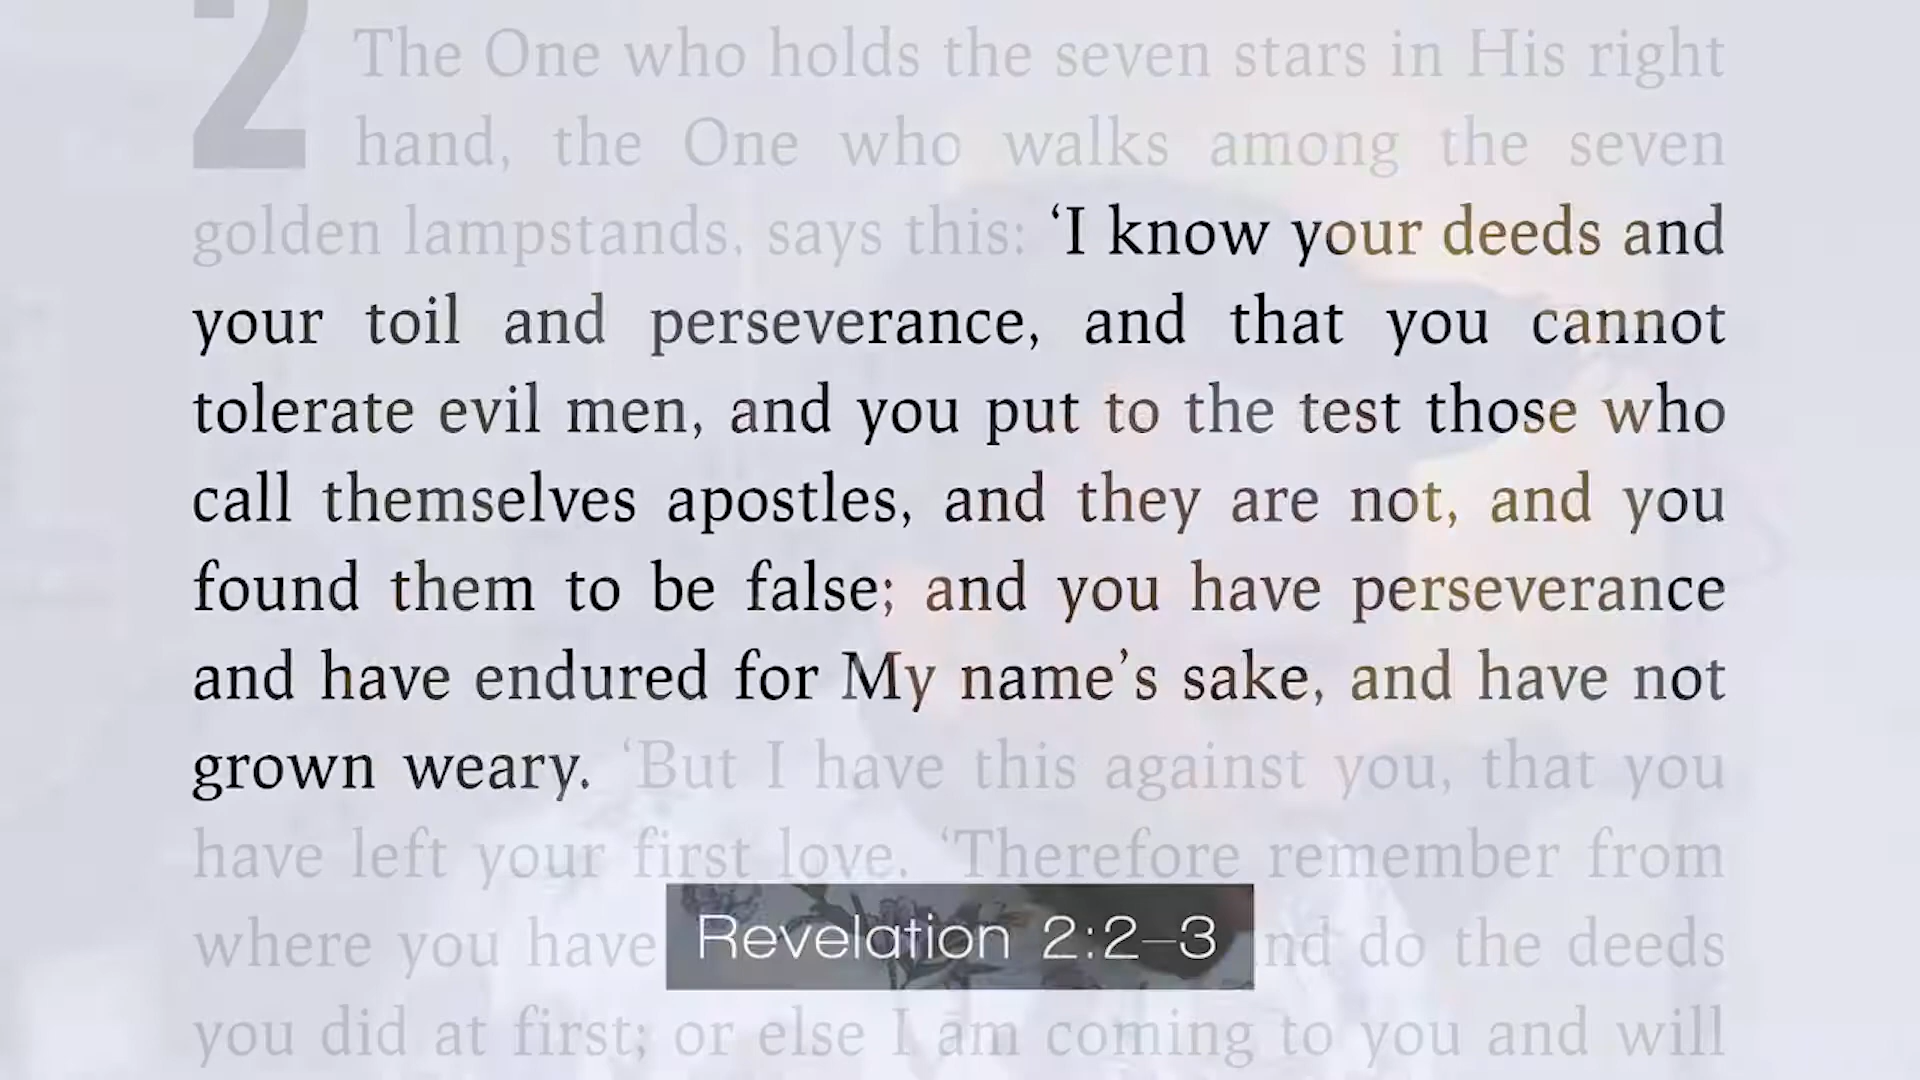 2
The One who holds the seven stars in His right
hand, the One who walks among the seven
golden lampstands, says this: ‘I know your deeds and
your toil and perseverance, and that you cannot
tolerate evil men, and you put to the test those who
call themselves apostles, and they are not, and you
found them to be false; and you have perseverance
and have endured for My name’s sake, and have not
grown weary. ‘But I have this against you, that you
have left your first love. ‘Therefore remember from
where you have nd do the deeds
Revelation 2:2–3
you did at first; or else I am coming to you and will